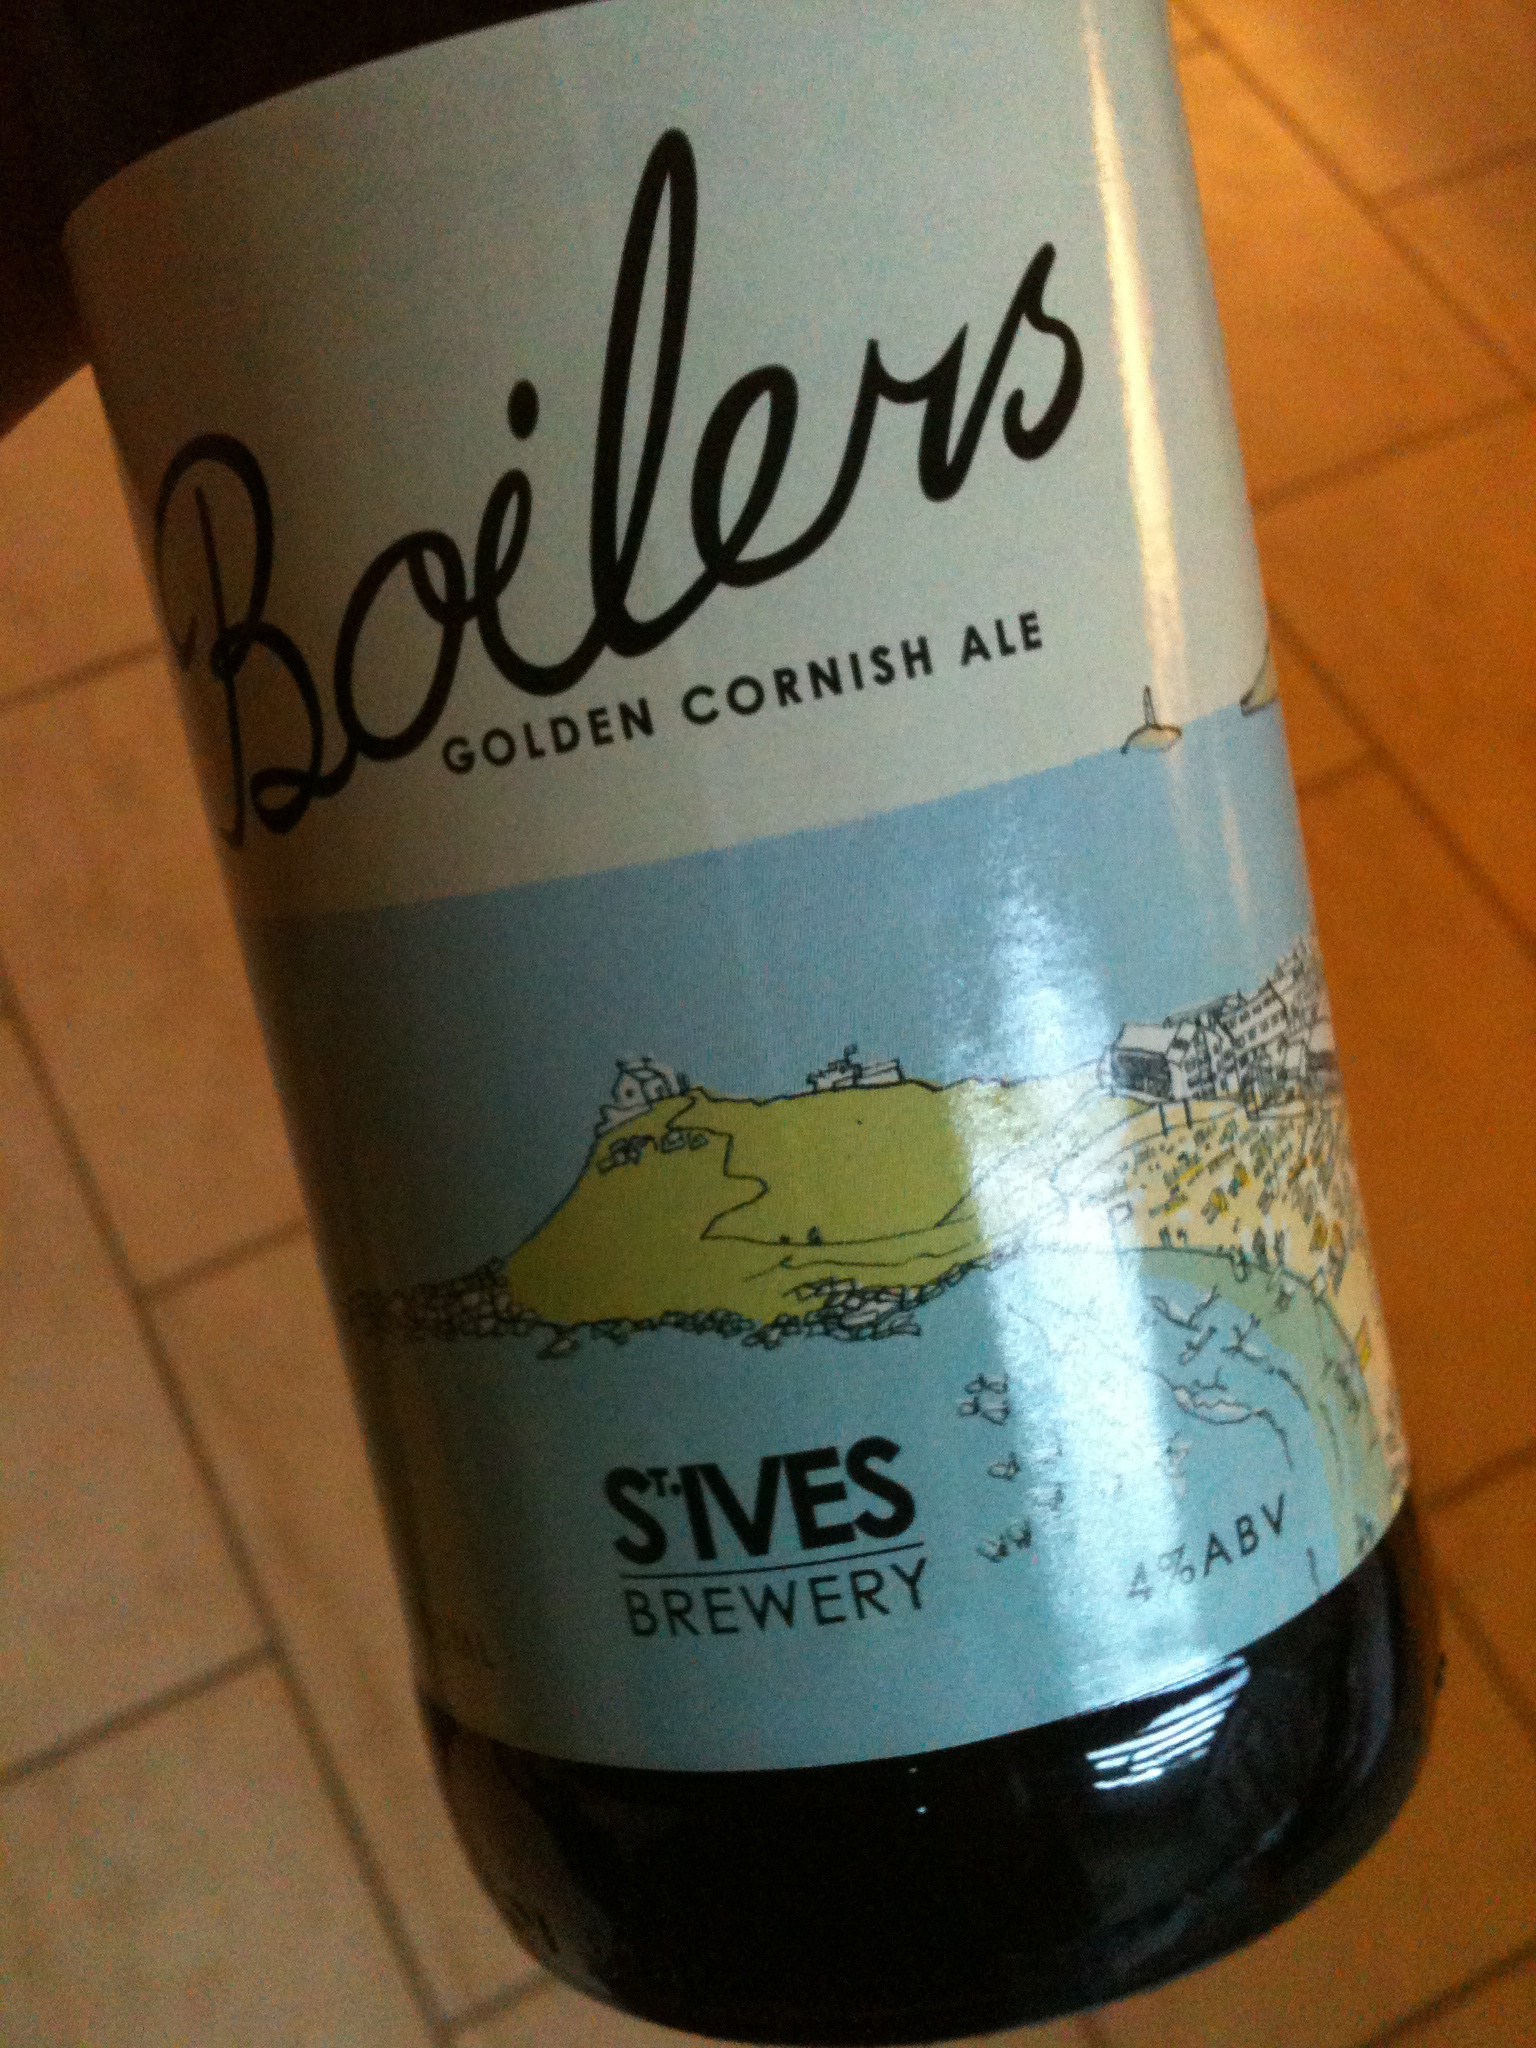 Boilers
GOLDEN CORNISH ALE
ST. IVES
BREWERY
4% ABV